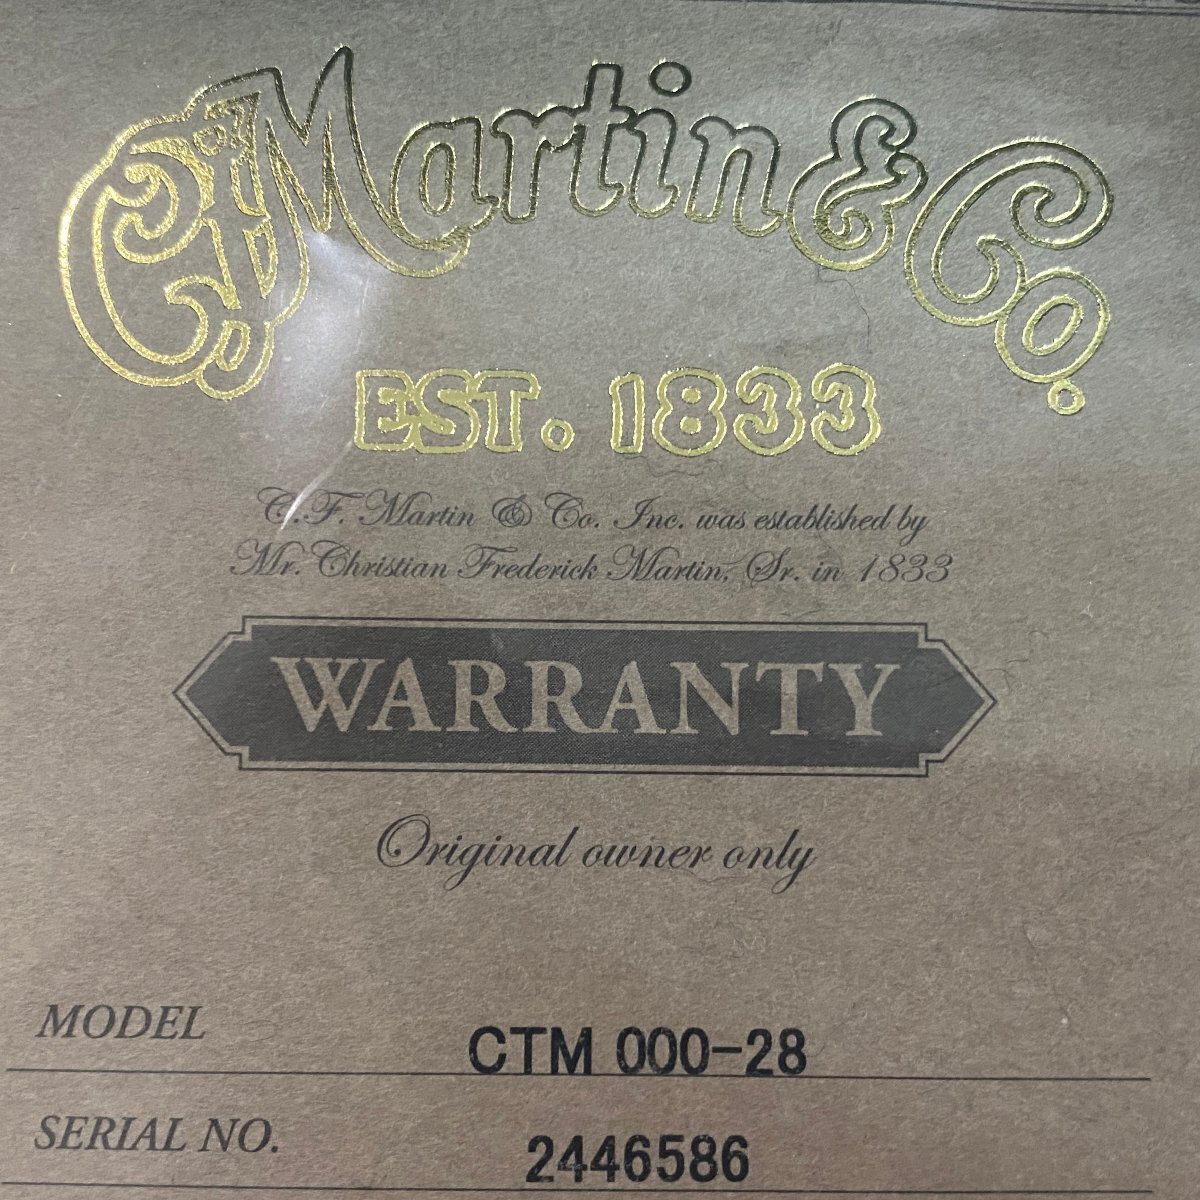 C.F. Martin & Co.
EST. 1833
C.F. Martin & Co. Inc. was established by
Mr. Christian Frederick Martin, Sr. in 1833
WARRANTY
Original owner only
MODEL CTM 000-28
SERIAL NO. 2446586